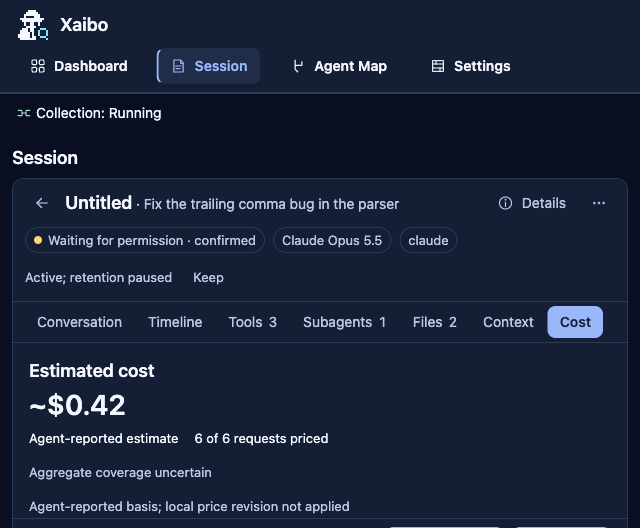 Xaibo
Dashboard Session Agent Map Settings
Collection: Running
Session
Untitled · Fix the trailing comma bug in the parser Details ···
Waiting for permission · confirmed Claude Opus 5.5 claude
Active; retention paused Keep
Conversation Timeline Tools 3 Subagents 1 Files 2 Context Cost
Estimated cost
~$0.42
Agent-reported estimate 6 of 6 requests priced
Aggregate coverage uncertain
Agent-reported basis; local price revision not applied